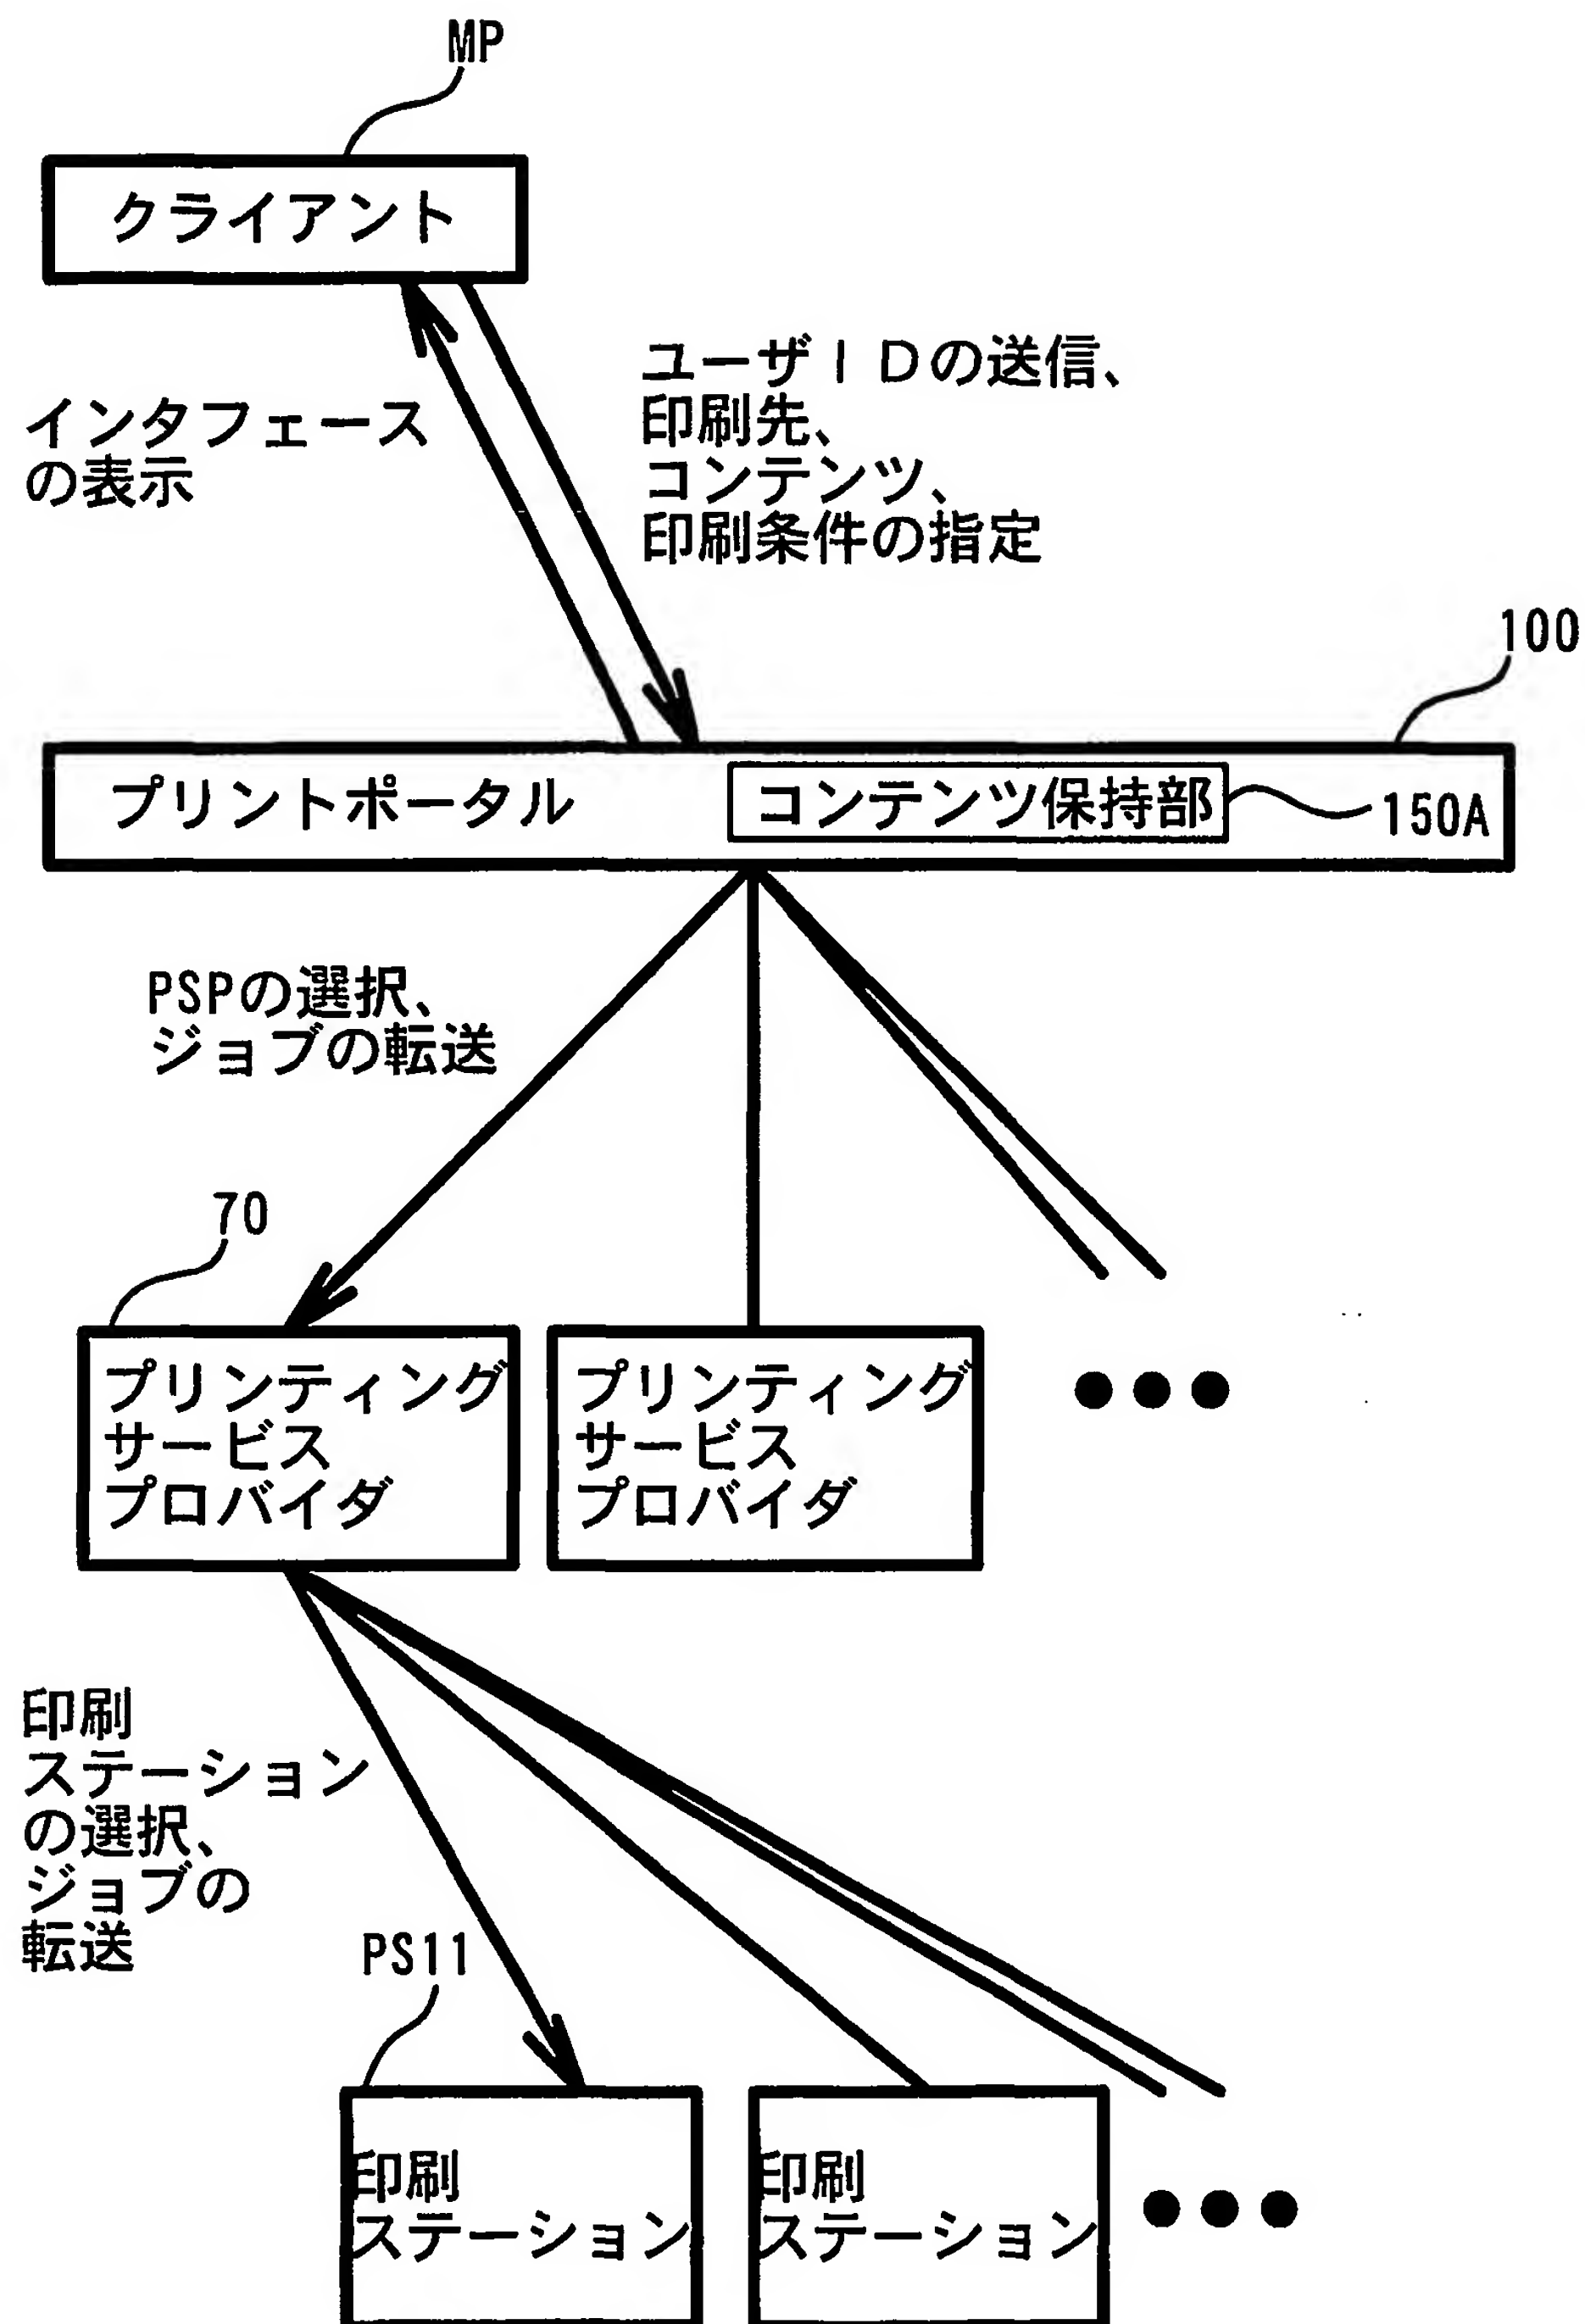 MP
クライアント
インタフェース
の表示
ユーザＩＤの送信、
印刷先、
コンテンツ、
印刷条件の指定
100
プリントポータル
コンテンツ保持部
150A
PSPの選択、
ジョブの転送
70
プリンティング
サービス
プロバイダ
プリンティング
サービス
プロバイダ
印刷
ステーション
の選択、
ジョブの
転送
PS11
印刷
ステーション
印刷
ステーション